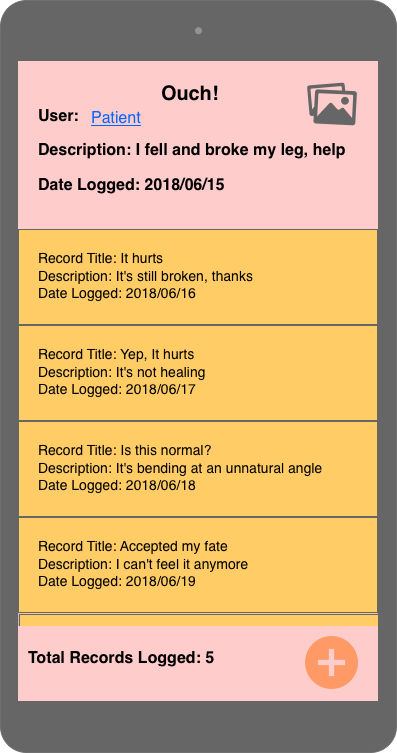 Ouch!
User: Patient
Description: I fell and broke my leg, help
Date Logged: 2018/06/15
Record Title: It hurts
Description: It's still broken, thanks
Date Logged: 2018/06/16
Record Title: Yep, It hurts
Description: It's not healing
Date Logged: 2018/06/17
Record Title: Is this normal?
Description: It's bending at an unnatural angle
Date Logged: 2018/06/18
Record Title: Accepted my fate
Description: I can't feel it anymore
Date Logged: 2018/06/19
Total Records Logged: 5